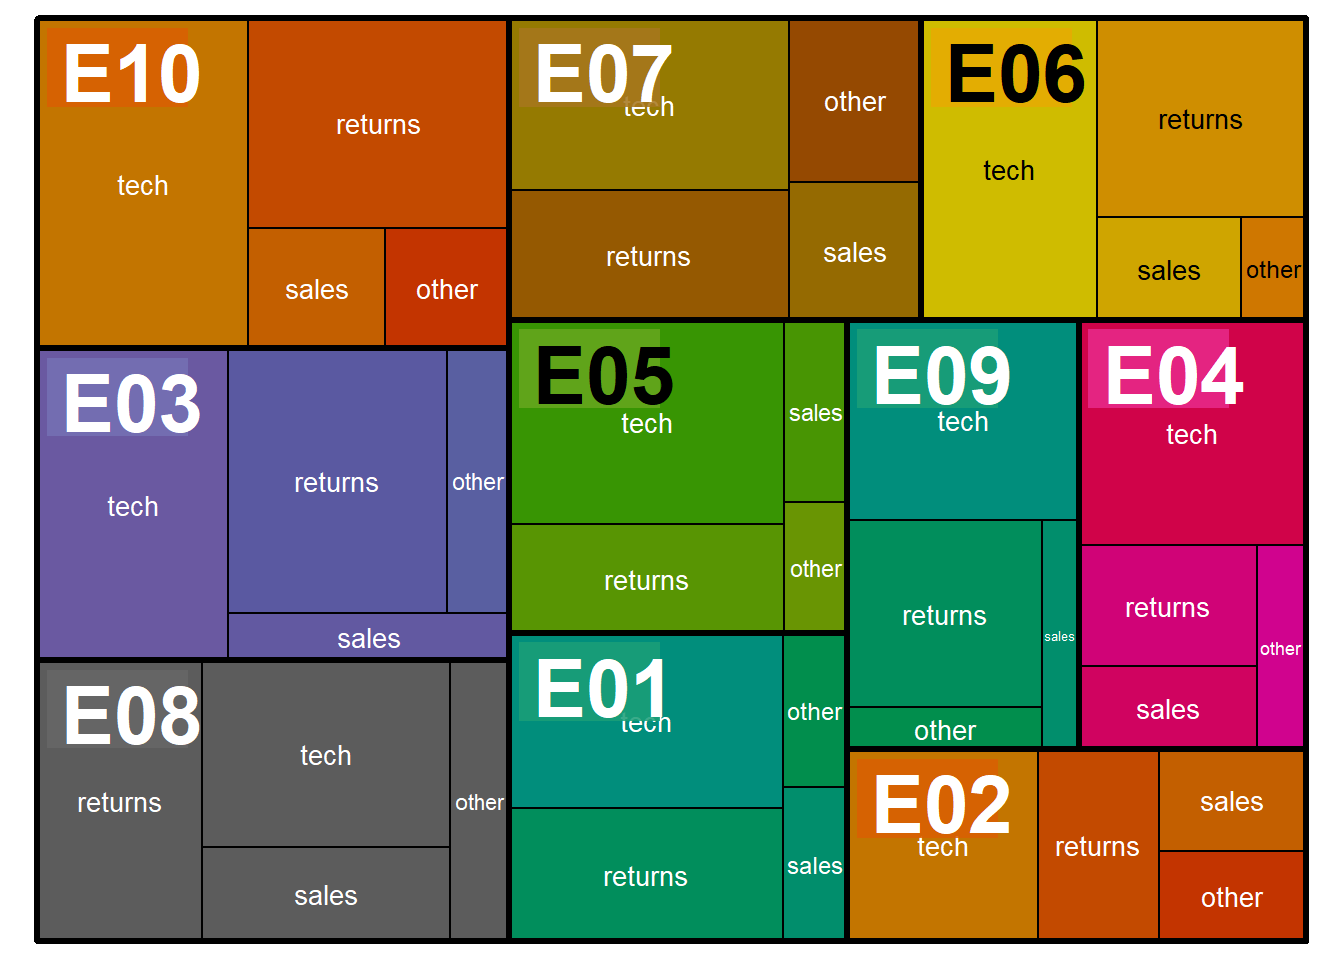 E10
tech
returns
sales
other
E07
tech
returns
other
sales
E06
tech
returns
sales
other
E03
tech
returns
other
sales
E05
tech
returns
sales
other
E09
tech
returns
sales
other
E04
tech
returns
sales
other
E08
returns
tech
sales
other
E01
tech
returns
other
sales
E02
tech
returns
sales
other